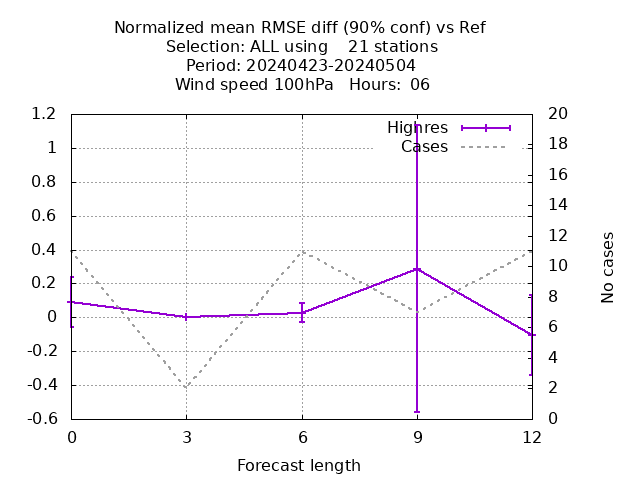 Normalized mean RMSE diff (90% conf) vs Ref
Selection: ALL using    21 stations
Period: 20240423-20240504
Wind speed 100hPa   Hours:  06
1.2
1
0.8
0.6
0.4
0.2
0
-0.2
-0.4
-0.6
Highres
Cases
20
18
16
14
12
10
8
6
4
2
0
No cases
0 3 6 9 12
Forecast length